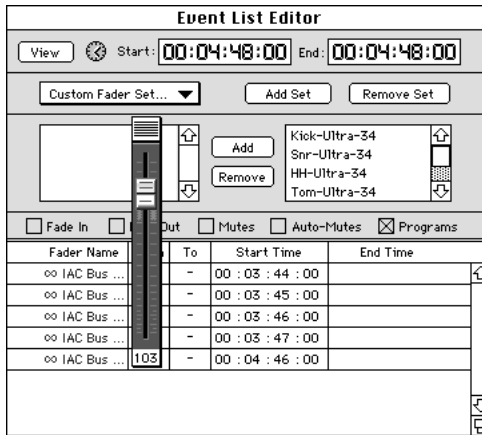 Event List Editor
View Start: 00:04:48:00 End: 00:04:48:00
Custom Fader Set... Add Set Remove Set
Add
Remove
Kick-Ultra-34
Snr-Ultra-34
HH-Ultra-34
Tom-Ultra-34
Fade In Out Mutes Auto-Mutes Programs
Fader Name To Start Time End Time
∞ IAC Bus ... - 00 : 03 : 44 : 00
∞ IAC Bus ... - 00 : 03 : 45 : 00
∞ IAC Bus ... - 00 : 03 : 46 : 00
∞ IAC Bus ... - 00 : 03 : 47 : 00
∞ IAC Bus ... 103 - 00 : 04 : 46 : 00